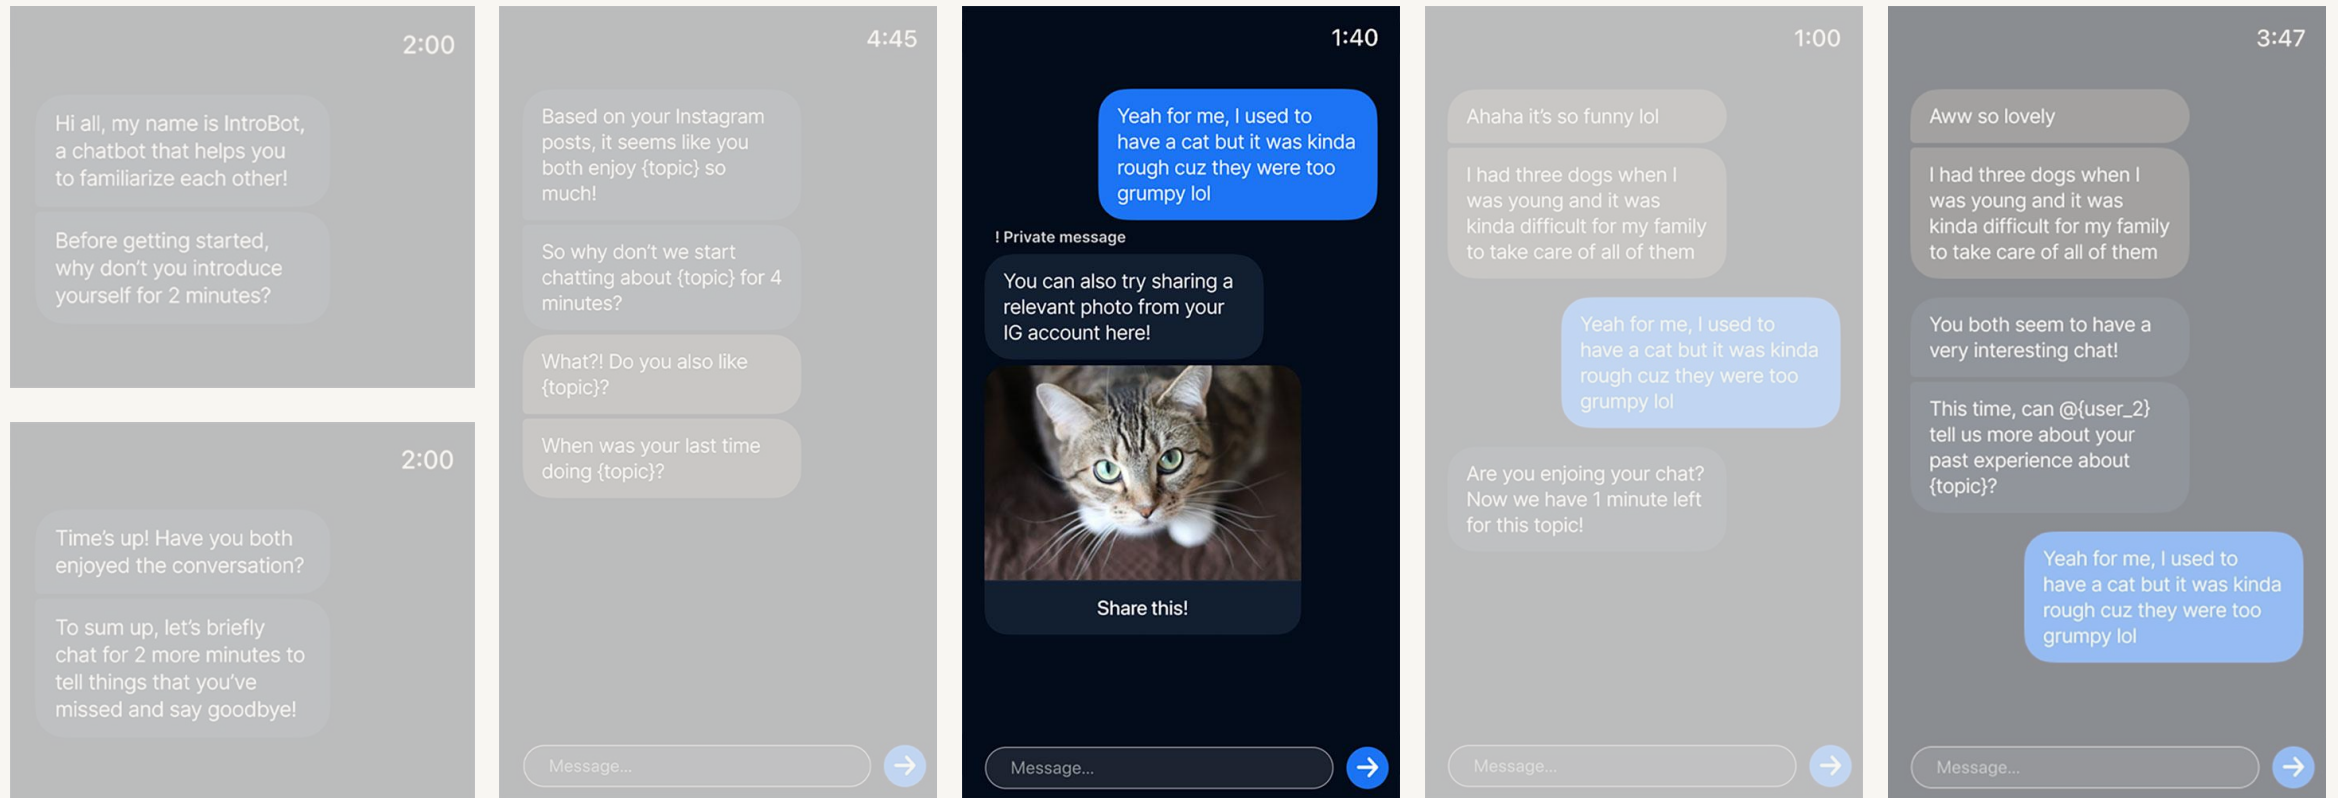 2:00
Hi all, my name is IntroBot,
a chatbot that helps you
to familiarize each other!
Before getting started,
why don't you introduce
yourself for 2 minutes?
2:00
Time's up! Have you both
enjoyed the conversation?
To sum up, let's briefly
chat for 2 more minutes to
tell things that you've
missed and say goodbye!
4:45
Based on your Instagram
posts, it seems like you
both enjoy {topic} so
much!
So why don't we start
chatting about {topic} for 4
minutes?
What?! Do you also like
{topic}?
When was your last time
doing {topic}?
Message...
1:40
Yeah for me, I used to
have a cat but it was kinda
rough cuz they were too
grumpy lol
! Private message
You can also try sharing a
relevant photo from your
IG account here!
Share this!
Message...
1:00
Ahaha it's so funny lol
I had three dogs when I
was young and it was
kinda difficult for my family
to take care of all of them
Yeah for me, I used to
have a cat but it was kinda
rough cuz they were too
grumpy lol
Are you enjoing your chat?
Now we have 1 minute left
for this topic!
Message...
3:47
Aww so lovely
I had three dogs when I
was young and it was
kinda difficult for my family
to take care of all of them
You both seem to have a
very interesting chat!
This time, can @{user_2}
tell us more about your
past experience about
{topic}?
Yeah for me, I used to
have a cat but it was kinda
rough cuz they were too
grumpy lol
Message...